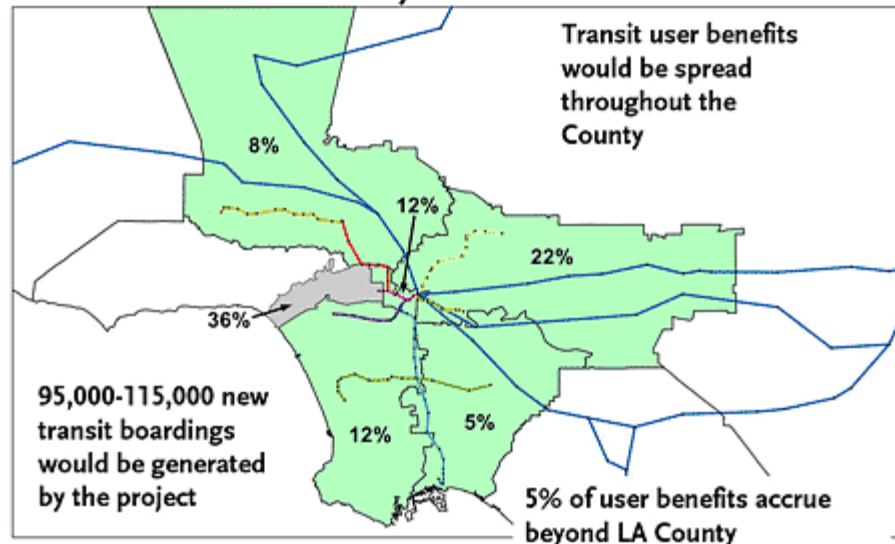 Transit user benefits
would be spread
throughout the
County
8%
12%
22%
36%
95,000-115,000 new
transit boardings
would be generated
by the project
12%
5%
5% of user benefits accrue
beyond LA County